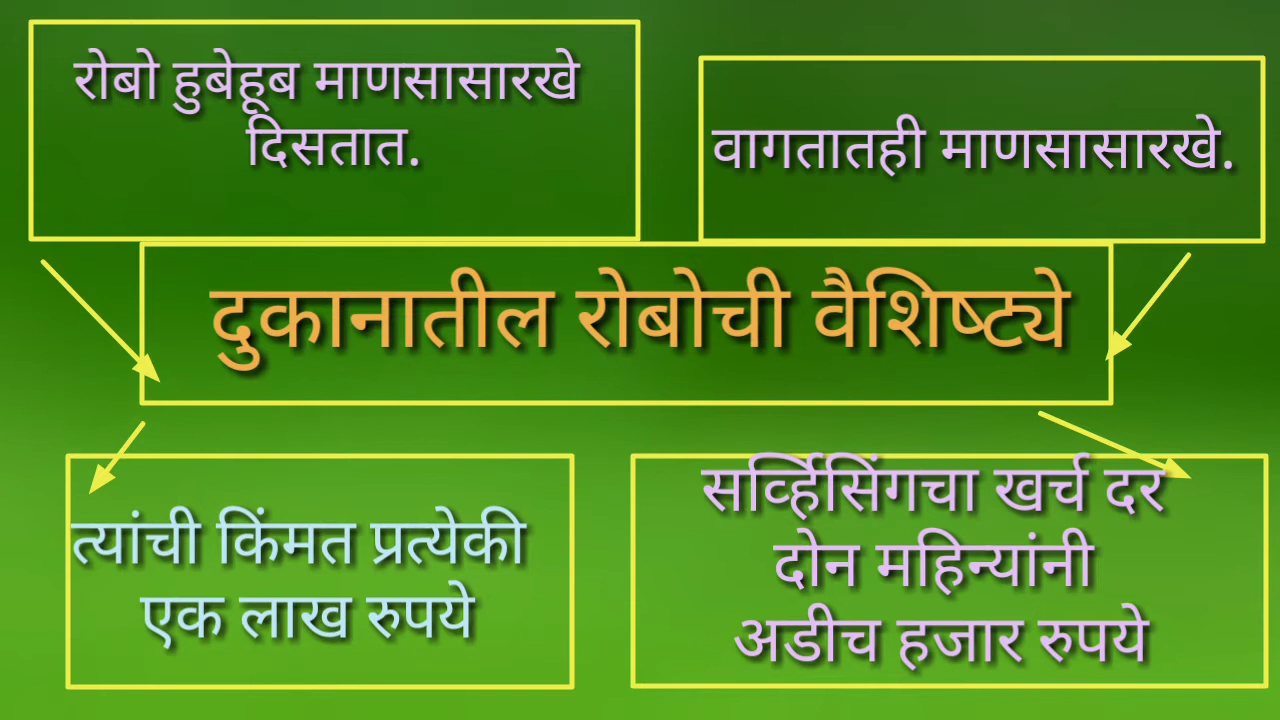 रोबो हुबेहूब माणसासारखे
दिसतात.
वागतातही माणसासारखे.
दुकानातील रोबोची वैशिष्ट्ये
त्यांची किंमत प्रत्येकी
एक लाख रुपये
सर्व्हिसिंगचा खर्च दर
दोन महिन्यांनी
अडीच हजार रुपये